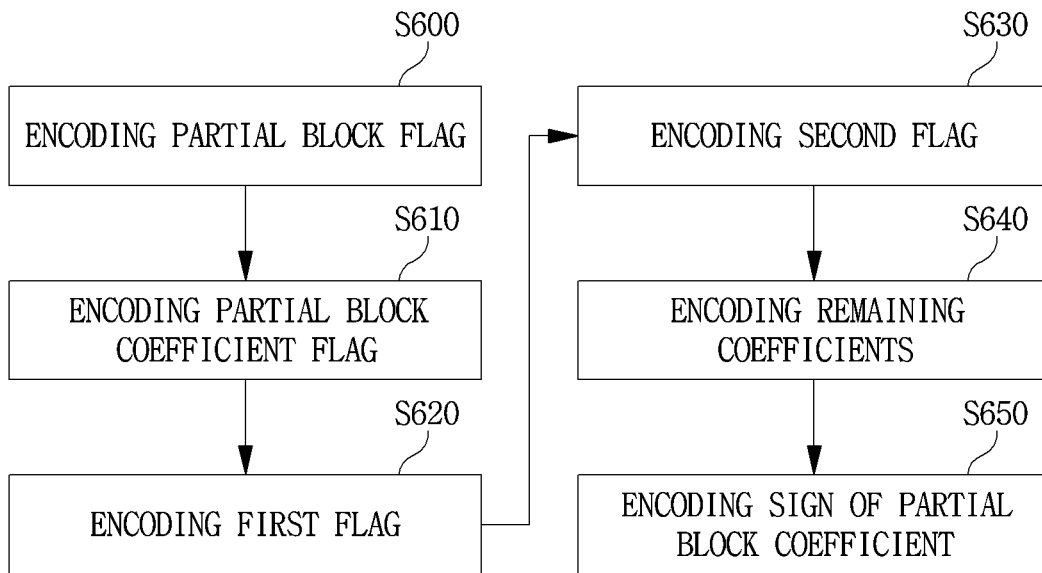 S600
ENCODING PARTIAL BLOCK FLAG
S610
ENCODING PARTIAL BLOCK
COEFFICIENT FLAG
S620
ENCODING FIRST FLAG
S630
ENCODING SECOND FLAG
S640
ENCODING REMAINING
COEFFICIENTS
S650
ENCODING SIGN OF PARTIAL
BLOCK COEFFICIENT